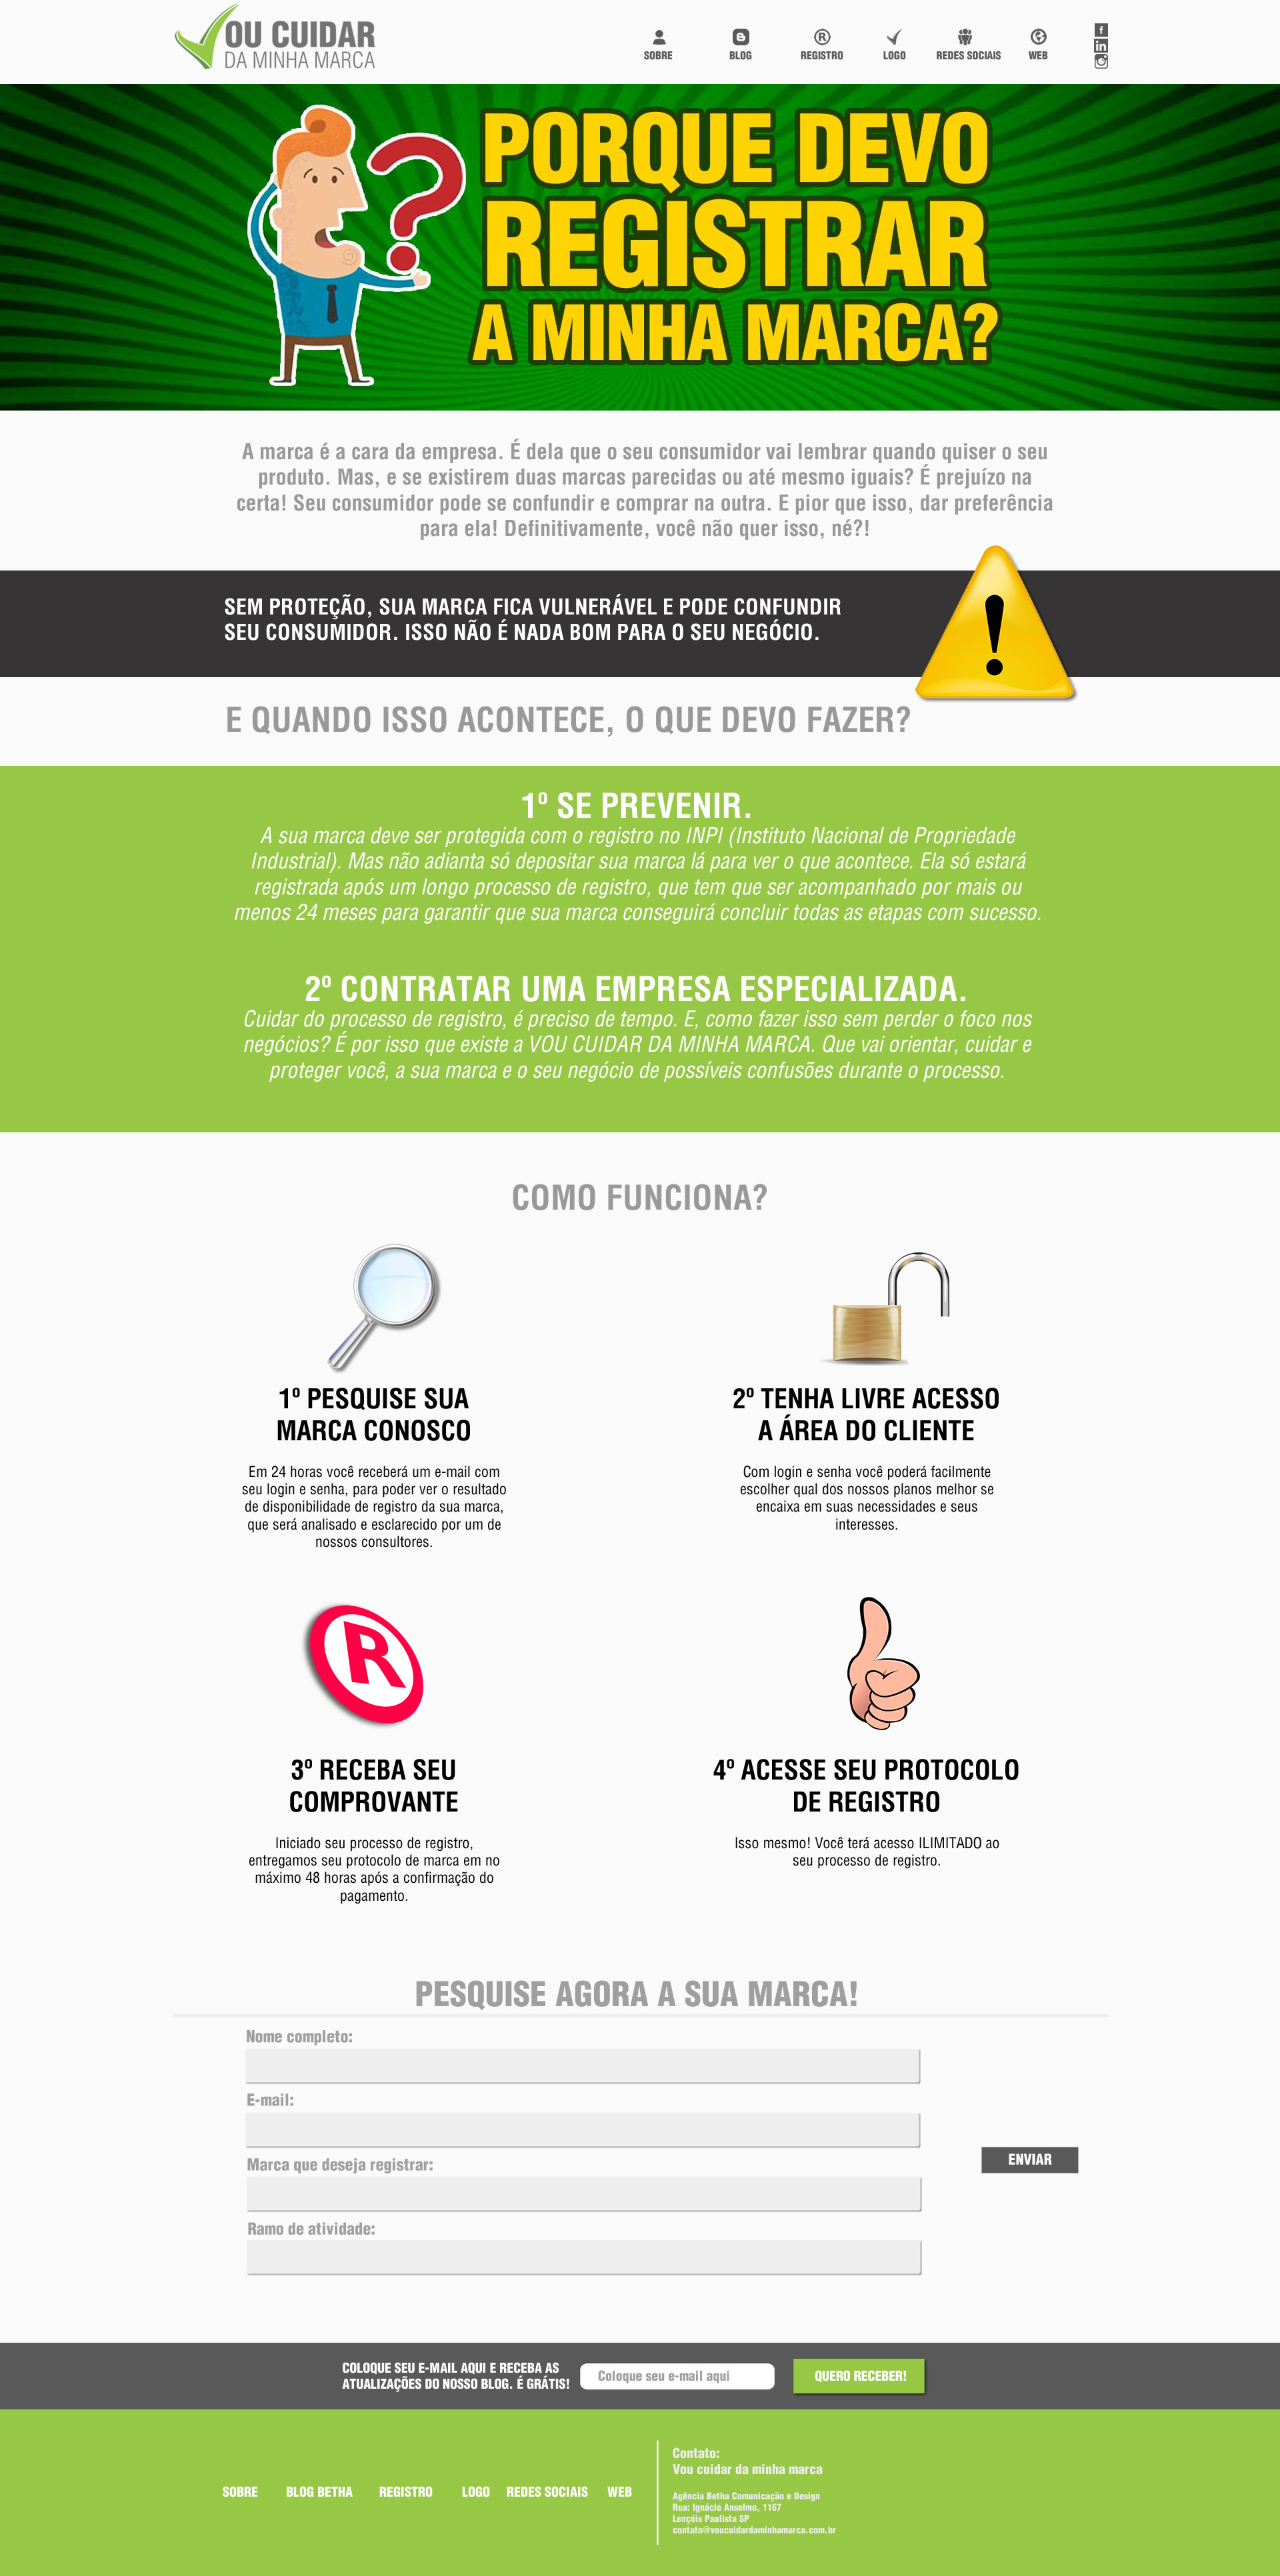 OU CUIDAR
DA MINHA MARCA
SOBRE
BLOG
REGISTRO
LOGO
REDES SOCIAIS
WEB
PORQUE DEVO
REGISTRAR
A MINHA MARCA?
A marca é a cara da empresa. É dela que o seu consumidor vai lembrar quando quiser o seu
produto. Mas, e se existirem duas marcas parecidas ou até mesmo iguais? É prejuízo na
certa! Seu consumidor pode se confundir e comprar na outra. E pior que isso, dar preferência
para ela! Definitivamente, você não quer isso, né?!
SEM PROTEÇÃO, SUA MARCA FICA VULNERÁVEL E PODE CONFUNDIR
SEU CONSUMIDOR. ISSO NÃO É NADA BOM PARA O SEU NEGÓCIO.
E QUANDO ISSO ACONTECE, O QUE DEVO FAZER?
1º SE PREVENIR.
A sua marca deve ser protegida com o registro no INPI (Instituto Nacional de Propriedade
Industrial). Mas não adianta só depositar sua marca lá para ver o que acontece. Ela só estará
registrada após um longo processo de registro, que tem que ser acompanhado por mais ou
menos 24 meses para garantir que sua marca conseguirá concluir todas as etapas com sucesso.
2º CONTRATAR UMA EMPRESA ESPECIALIZADA.
Cuidar do processo de registro, é preciso de tempo. E, como fazer isso sem perder o foco nos
negócios? É por isso que existe a VOU CUIDAR DA MINHA MARCA. Que vai orientar, cuidar e
proteger você, a sua marca e o seu negócio de possíveis confusões durante o processo.
COMO FUNCIONA?
1º PESQUISE SUA
MARCA CONOSCO
Em 24 horas você receberá um e-mail com
seu login e senha, para poder ver o resultado
de disponibilidade de registro da sua marca,
que será analisado e esclarecido por um de
nossos consultores.
2º TENHA LIVRE ACESSO
A ÁREA DO CLIENTE
Com login e senha você poderá facilmente
escolher qual dos nossos planos melhor se
encaixa em suas necessidades e seus
interesses.
R
3º RECEBA SEU
COMPROVANTE
Iniciado seu processo de registro,
entregamos seu protocolo de marca em no
máximo 48 horas após a confirmação do
pagamento.
4º ACESSE SEU PROTOCOLO
DE REGISTRO
Isso mesmo! Você terá acesso ILIMITADO ao
seu processo de registro.
PESQUISE AGORA A SUA MARCA!
Nome completo:
E-mail:
Marca que deseja registrar:
Ramo de atividade:
ENVIAR
COLOQUE SEU E-MAIL AQUI E RECEBA AS
ATUALIZAÇÕES DO NOSSO BLOG. É GRÁTIS!
Coloque seu e-mail aqui
QUERO RECEBER!
SOBRE
BLOG BETHA
REGISTRO
LOGO
REDES SOCIAIS
WEB
Contato:
Vou cuidar da minha marca
Agência Betha Comunicação e Design
Rua: Ignácio Anselmo, 1167
Lençóis Paulista SP
contato@voucuidardaminhamarca.com.br